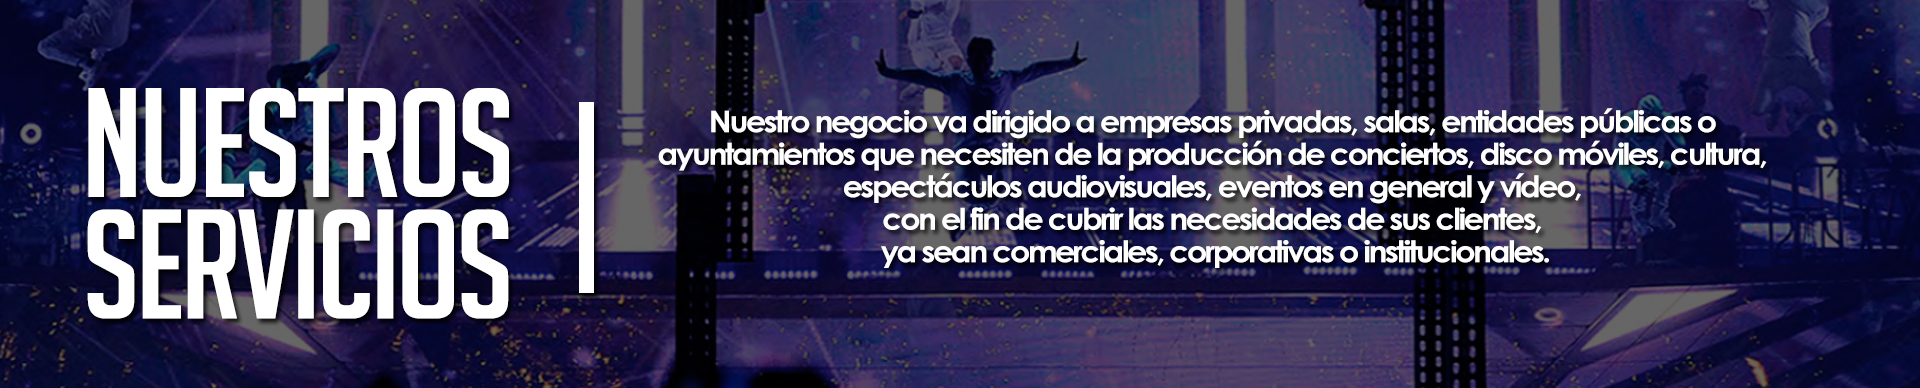 NUESTROS
SERVICIOS
Nuestro negocio va dirigido a empresas privadas, salas, entidades públicas o
ayuntamientos que necesiten de la producción de conciertos, disco móviles, cultura,
espectáculos audiovisuales, eventos en general y vídeo,
con el fin de cubrir las necesidades de sus clientes,
ya sean comerciales, corporativas o institucionales.